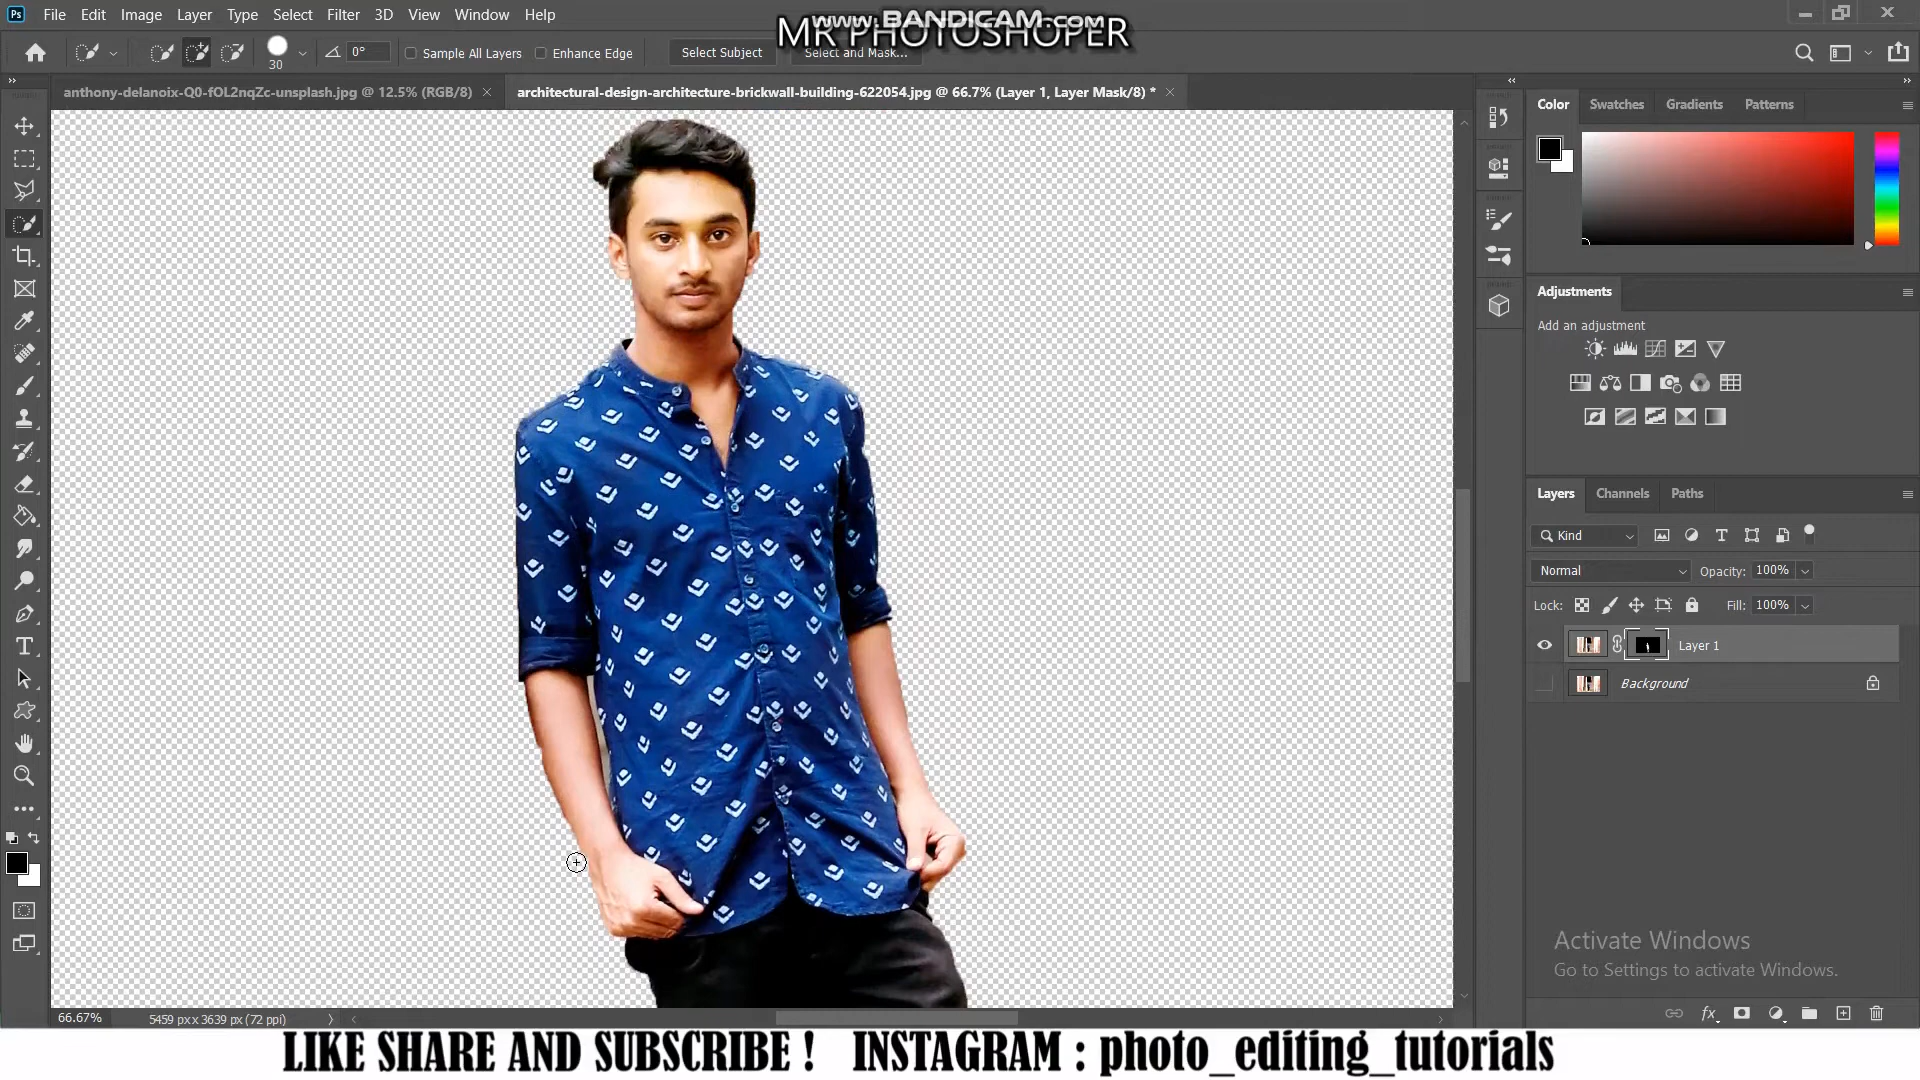 Ps File Edit Image Layer Type Select Filter 3D View Window Help
www.BANDICAM.com
MR PHOTOSHOPER
30 0° Sample All Layers Enhance Edge Select Subject Select and Mask...
anthony-delanoix-Q0-fOL2nqZc-unsplash.jpg @ 12.5% (RGB/8) × architectural-design-architecture-brickwall-building-622054.jpg @ 66.7% (Layer 1, Layer Mask/8) * ×
Color Swatches Gradients Patterns
Adjustments
Add an adjustment
Layers Channels Paths
Kind
Normal Opacity: 100%
Lock: Fill: 100%
Layer 1
Background
Activate Windows
Go to Settings to activate Windows.
66.67% 5459 px x 3639 px (72 ppi)
fx
LIKE SHARE AND SUBSCRIBE ! INSTAGRAM : photo_editing_tutorials